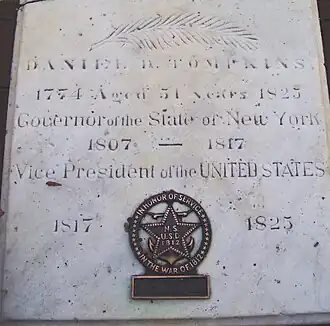 DANIEL D. TOMPKINS
1774 Aged 51 Years 1825
Governor of the State of New York
1807 — 1817
Vice President of the UNITED STATES
1817 1825
IN HONOR OF SERVICE
N.S.
U.S.D.
1812
IN THE WAR OF 1812